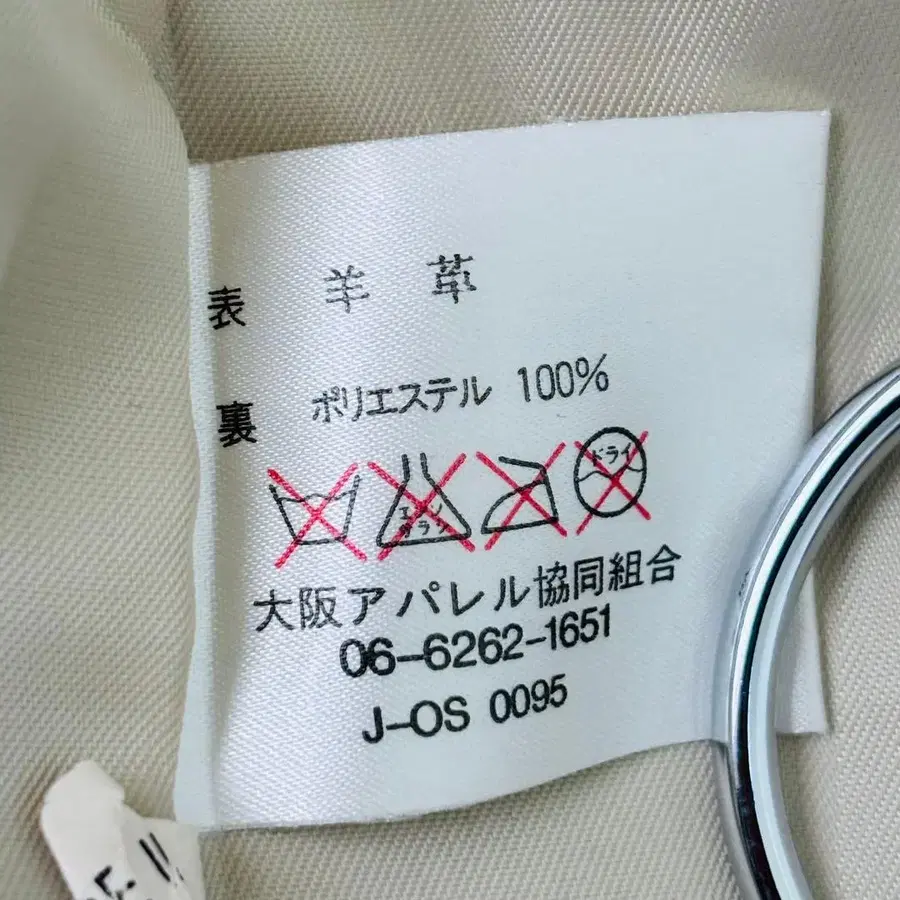 表 羊革
裏 ポリエステル 100%
エンソサラシ
ドライ
大阪アパレル協同組合
06-6262-1651
J-OS 0095